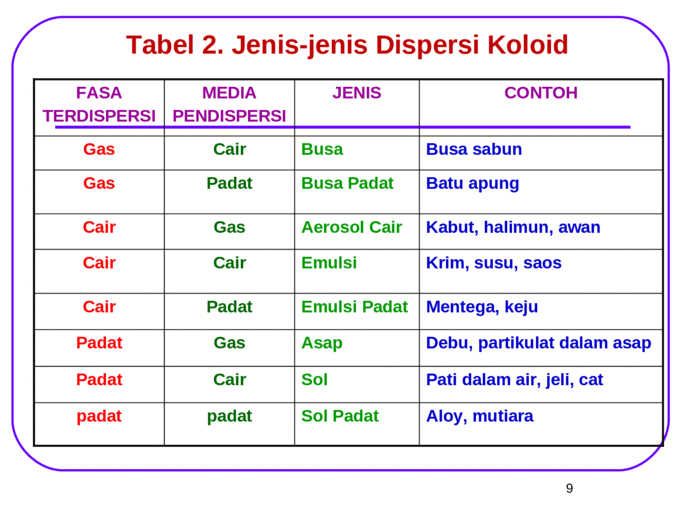 Tabel 2. Jenis-jenis Dispersi Koloid
FASA TERDISPERSI MEDIA PENDISPERSI JENIS CONTOH
Gas Cair Busa Busa sabun
Gas Padat Busa Padat Batu apung
Cair Gas Aerosol Cair Kabut, halimun, awan
Cair Cair Emulsi Krim, susu, saos
Cair Padat Emulsi Padat Mentega, keju
Padat Gas Asap Debu, partikulat dalam asap
Padat Cair Sol Pati dalam air, jeli, cat
padat padat Sol Padat Aloy, mutiara
9